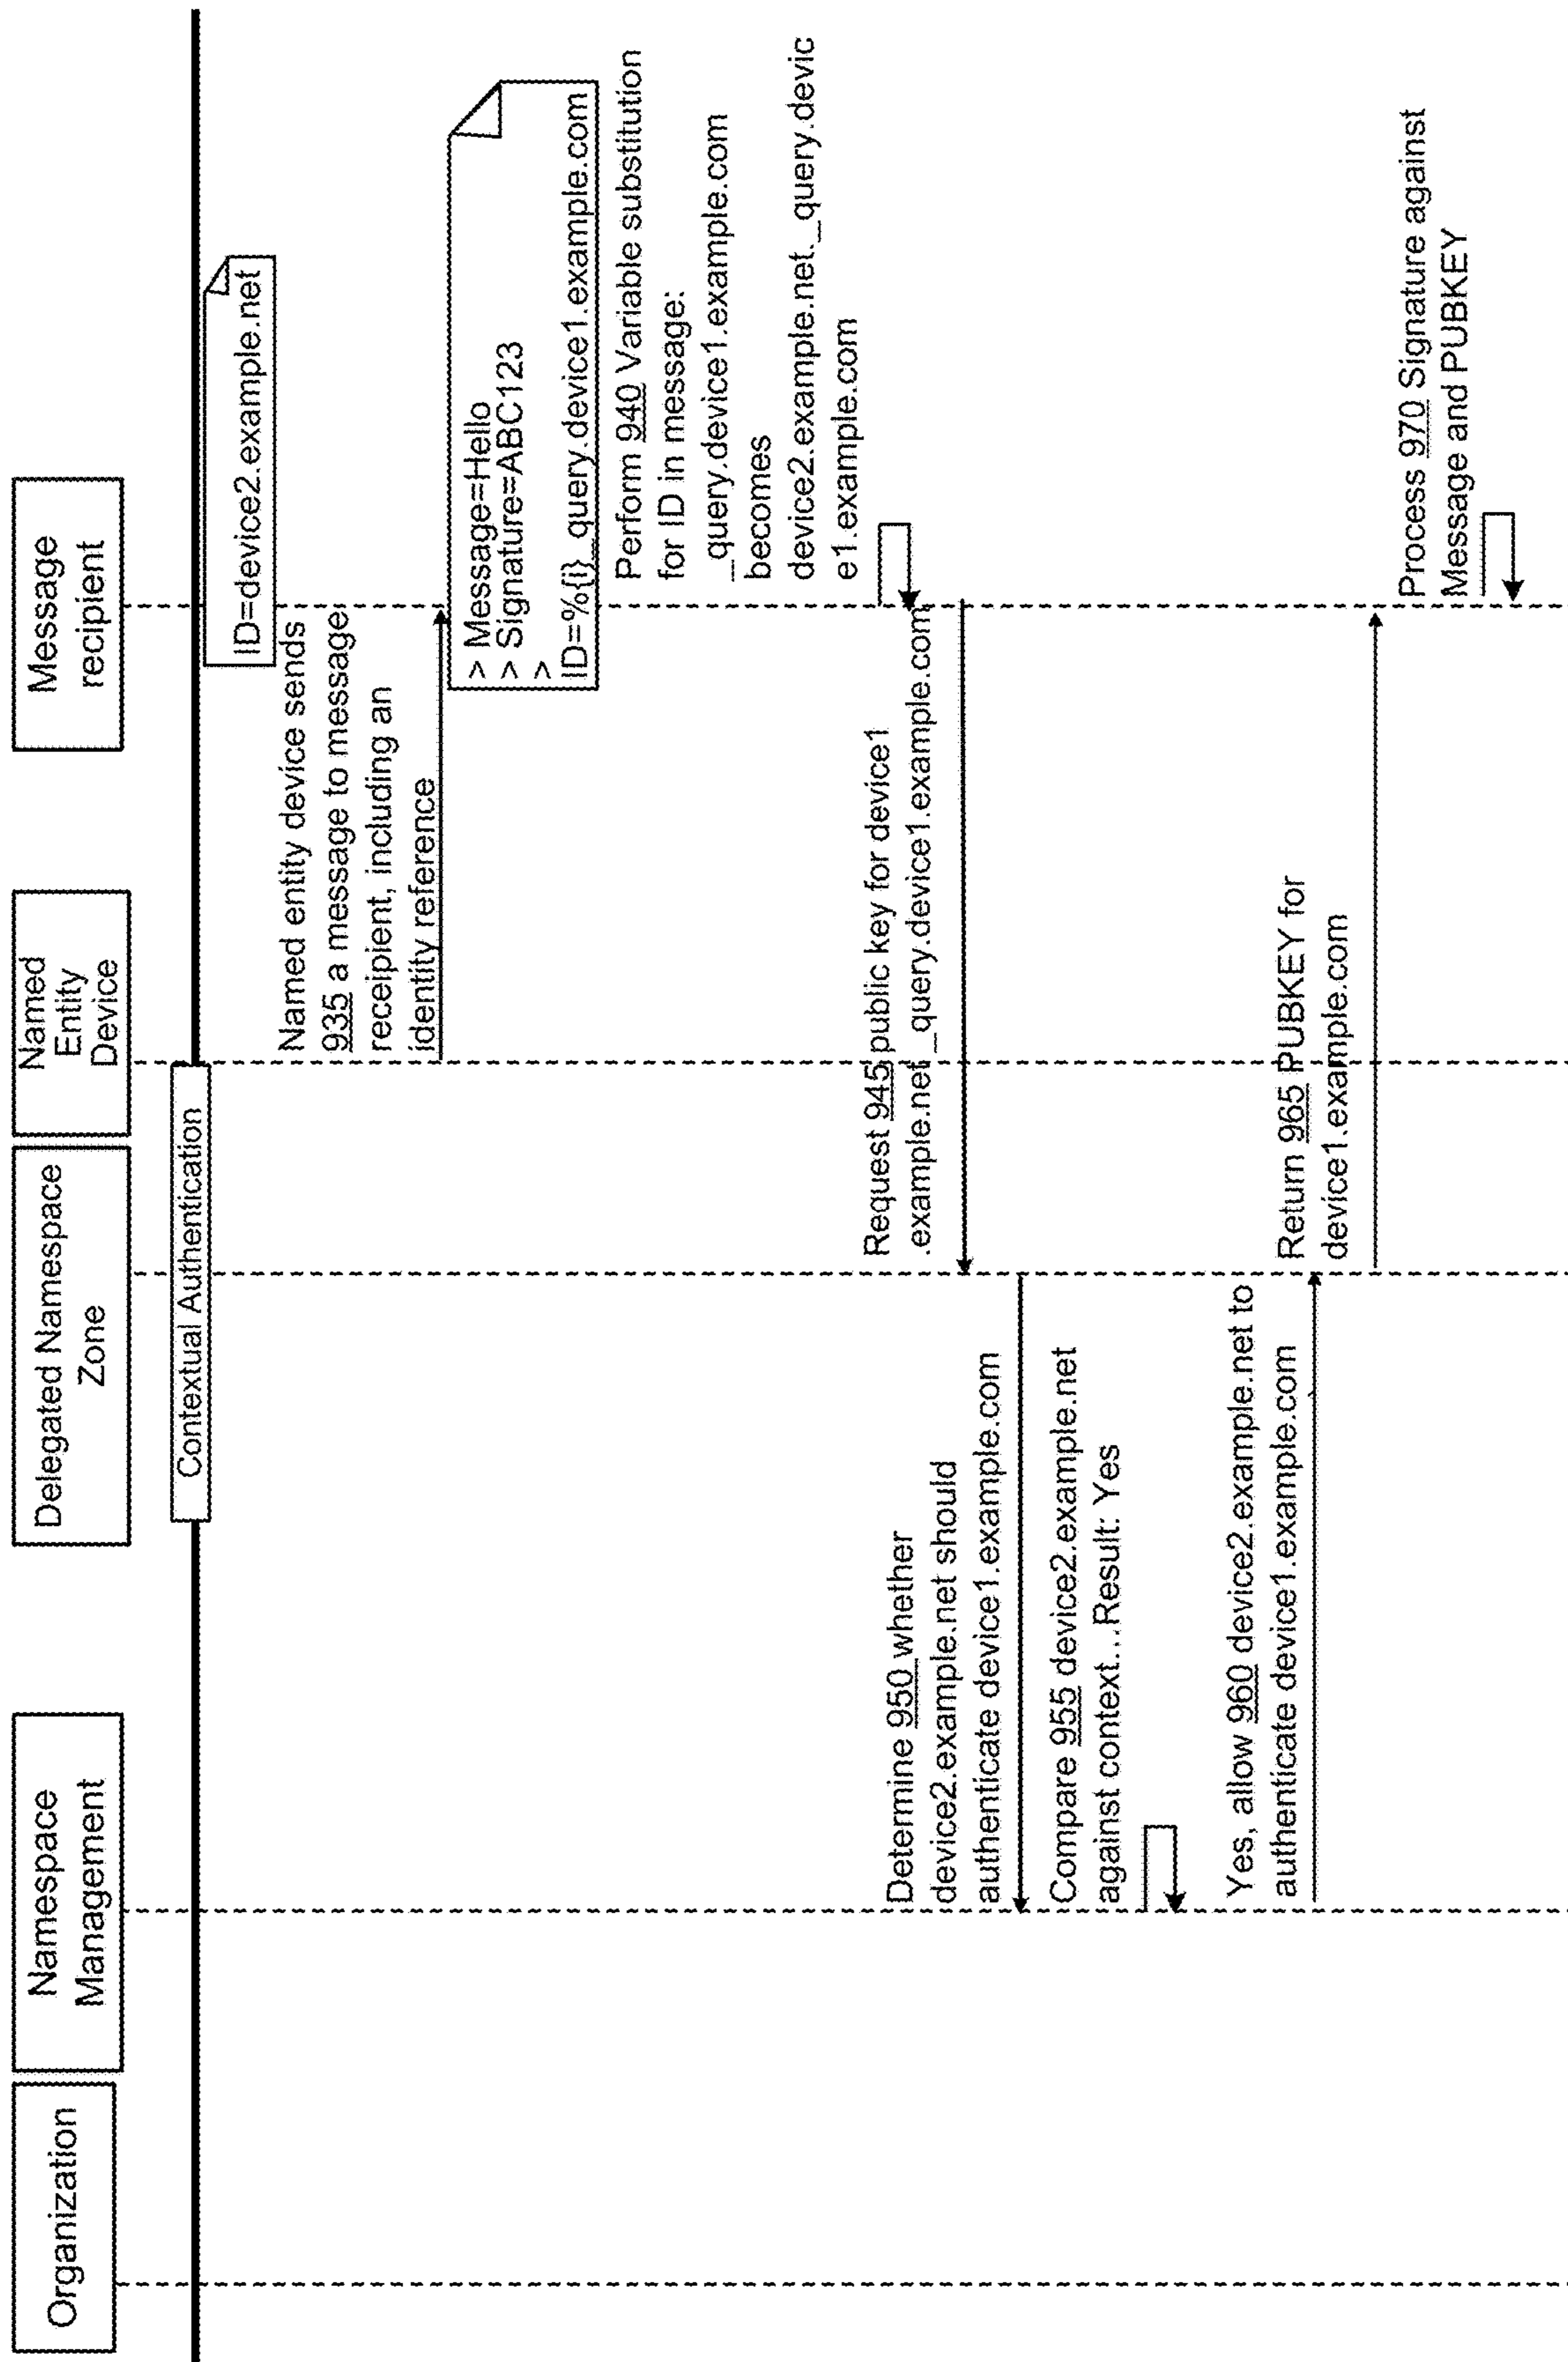 Organization
Namespace
Management
Delegated Namespace
Zone
Named
Entity
Device
Message
recipient
Contextual Authentication
ID=device2.example.net
Named entity device sends
935 a message to message
receipient, including an
identity reference
> Message=Hello
> Signature=ABC123
>
ID=%{i}_query.device1.example.com
Perform 940 Variable substitution
for ID in message:
_query.device1.example.com
becomes
device2.example.net._query.devic
e1.example.com
Request 945 public key for device1
.example.net._query.device1.example.com
Determine 950 whether
device2.example.net should
authenticate device1.example.com
Compare 955 device2.example.net
against context...Result: Yes
Yes, allow 960 device2.example.net to
authenticate device1.example.com
Return 965 PUBKEY for
device1.example.com
Process 970 Signature against
Message and PUBKEY